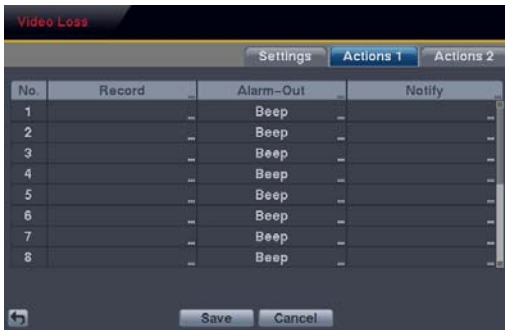 Video Loss
Settings Actions 1 Actions 2
No. Record Alarm-Out Notify
1 Beep
2 Beep
3 Beep
4 Beep
5 Beep
6 Beep
7 Beep
8 Beep
Save Cancel